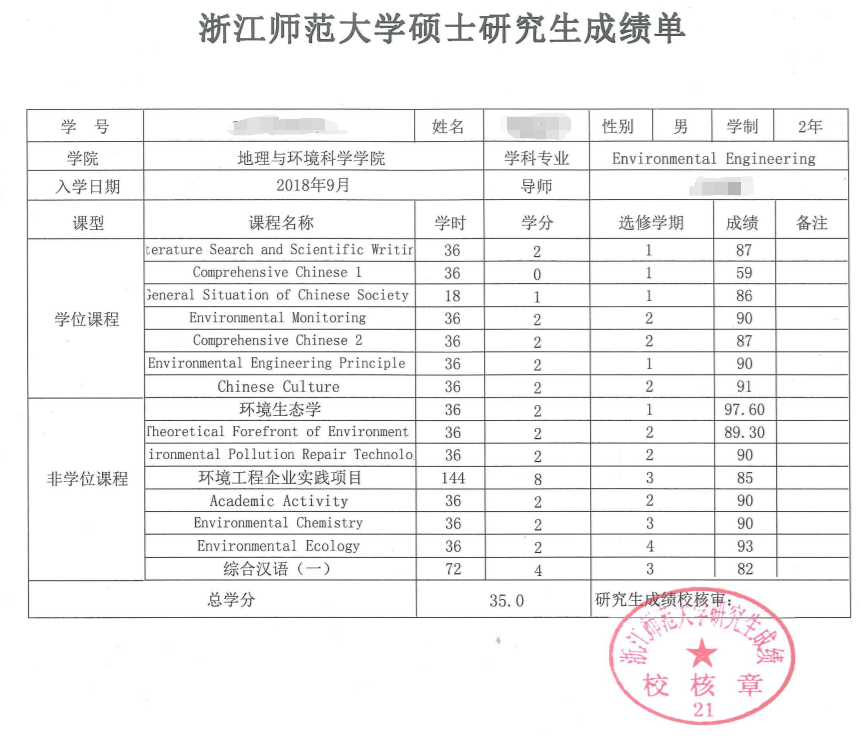 浙江师范大学硕士研究生成绩单
学 号 姓名 性别 男 学制 2年
学院 地理与环境科学学院 学科专业 Environmental Engineering
入学日期 2018年9月 导师
课型 课程名称 学时 学分 选修学期 成绩 备注
学位课程
terature Search and Scientific Writin 36 2 1 87
Comprehensive Chinese 1 36 0 1 59
General Situation of Chinese Society 18 1 1 86
Environmental Monitoring 36 2 2 90
Comprehensive Chinese 2 36 2 2 87
Environmental Engineering Principle 36 2 1 90
Chinese Culture 36 2 2 91
非学位课程
环境生态学 36 2 1 97.60
Theoretical Forefront of Environment 36 2 2 89.30
ironmental Pollution Repair Technolo 36 2 2 90
环境工程企业实践项目 144 8 3 85
Academic Activity 36 2 2 90
Environmental Chemistry 36 2 3 90
Environmental Ecology 36 2 4 93
综合汉语（一） 72 4 3 82
总学分 35.0 研究生成绩校核审:
浙江师范大学研究生成绩
校核章
21